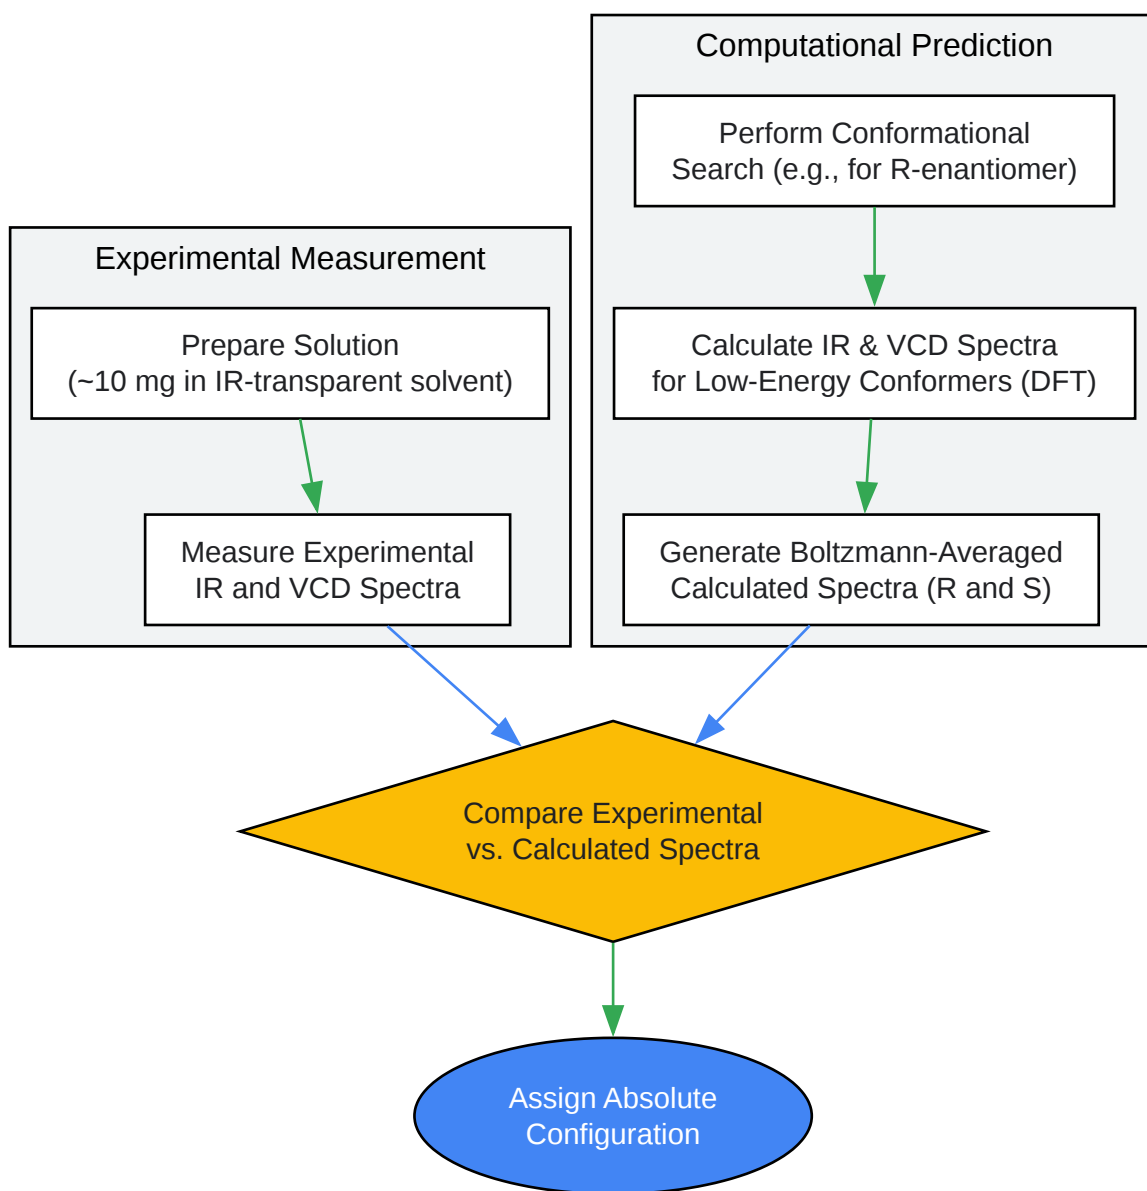 Computational Prediction
Perform Conformational
Search (e.g., for R-enantiomer)
Experimental Measurement
Prepare Solution
(~10 mg in IR-transparent solvent)
Calculate IR & VCD Spectra
for Low-Energy Conformers (DFT)
Measure Experimental
IR and VCD Spectra
Generate Boltzmann-Averaged
Calculated Spectra (R and S)
Compare Experimental
vs. Calculated Spectra
Assign Absolute
Configuration